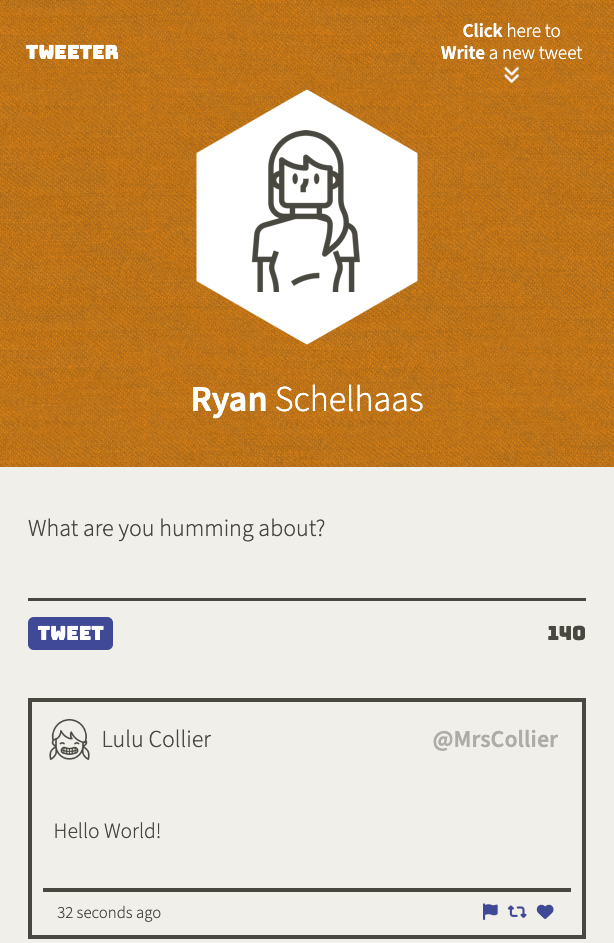 TWEETER
Click here to
Write a new tweet
Ryan Schelhaas
What are you humming about?
TWEET
140
Lulu Collier
@MrsCollier
Hello World!
32 seconds ago